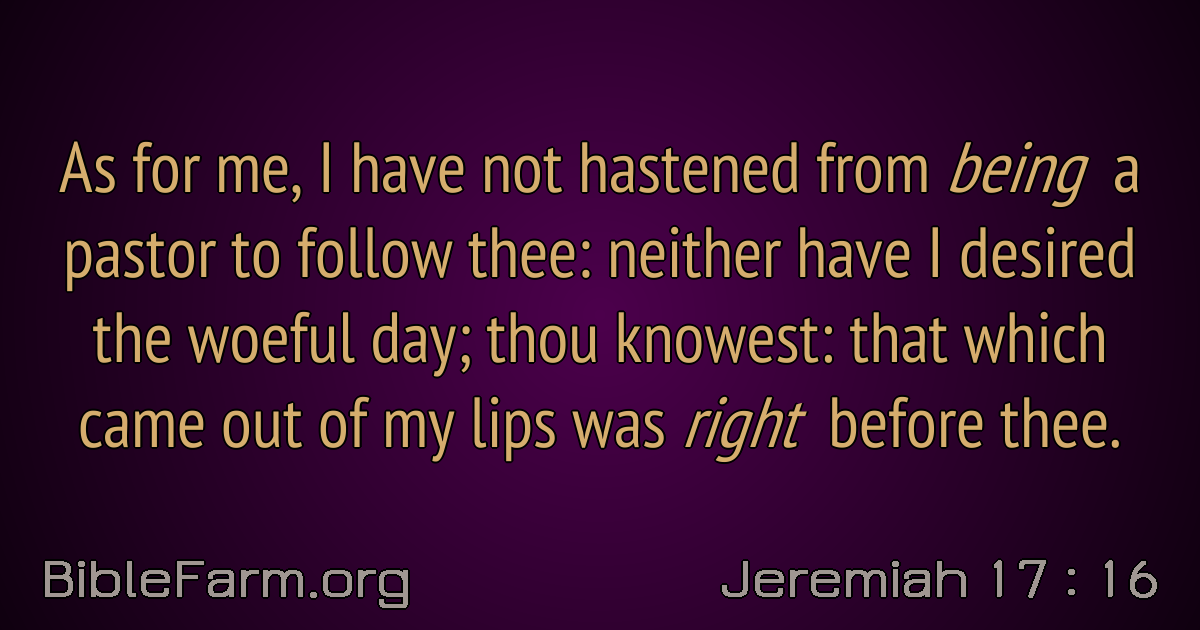 As for me, I have not hastened from being a
pastor to follow thee: neither have I desired
the woeful day; thou knowest: that which
came out of my lips was right before thee.
BibleFarm.org
Jeremiah 17 : 16